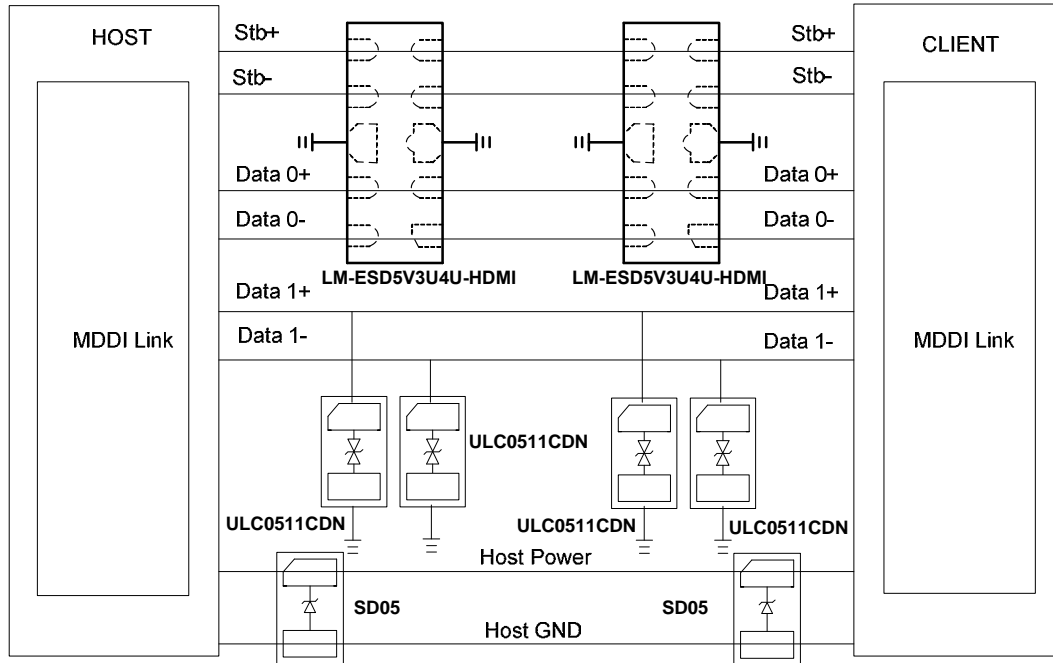 HOST
Stb+
Stb+
CLIENT
Stb-
Stb-
Data 0+
Data 0+
Data 0-
Data 0-
LM-ESD5V3U4U-HDMI
LM-ESD5V3U4U-HDMI
Data 1+
Data 1+
MDDI Link
Data 1-
Data 1-
MDDI Link
ULC0511CDN
ULC0511CDN
ULC0511CDN
ULC0511CDN
Host Power
SD05
SD05
Host GND